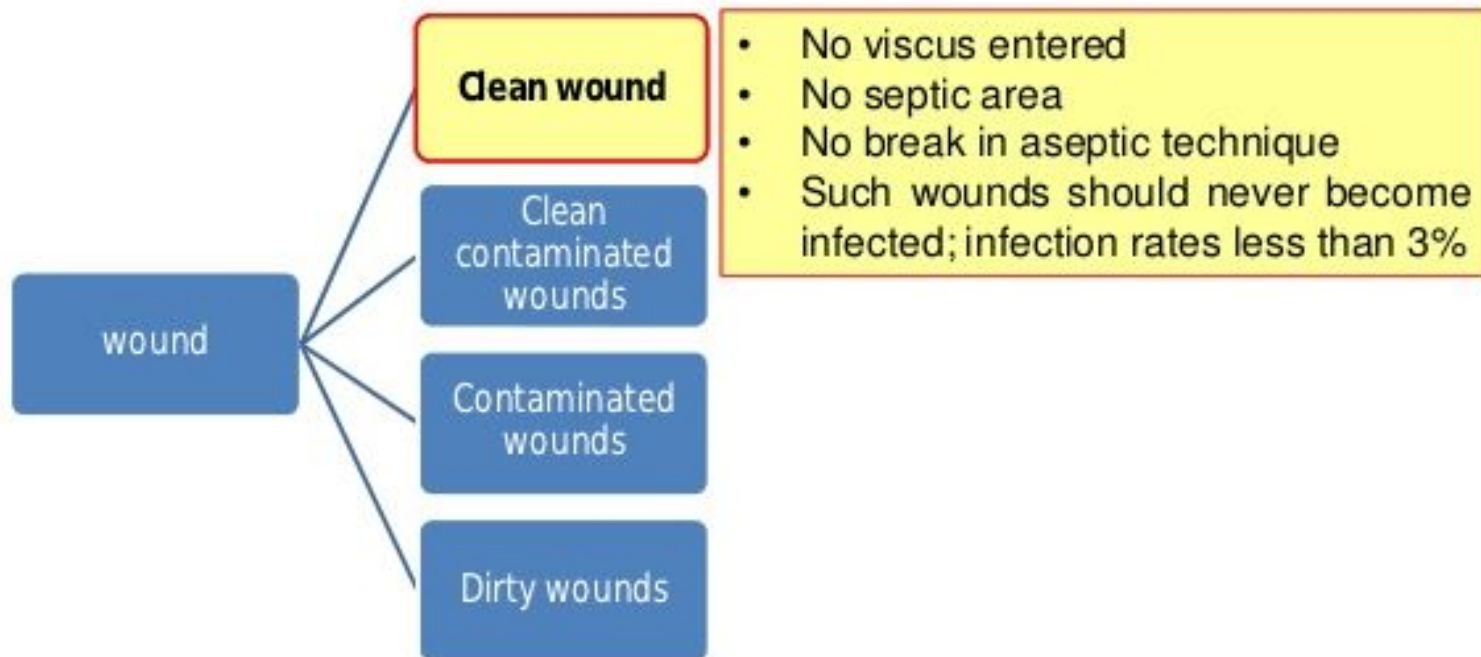 Clean wound
• No viscus entered
• No septic area
• No break in aseptic technique
• Such wounds should never become
infected; infection rates less than 3%
wound
Clean
contaminated
wounds
Contaminated
wounds
Dirty wounds